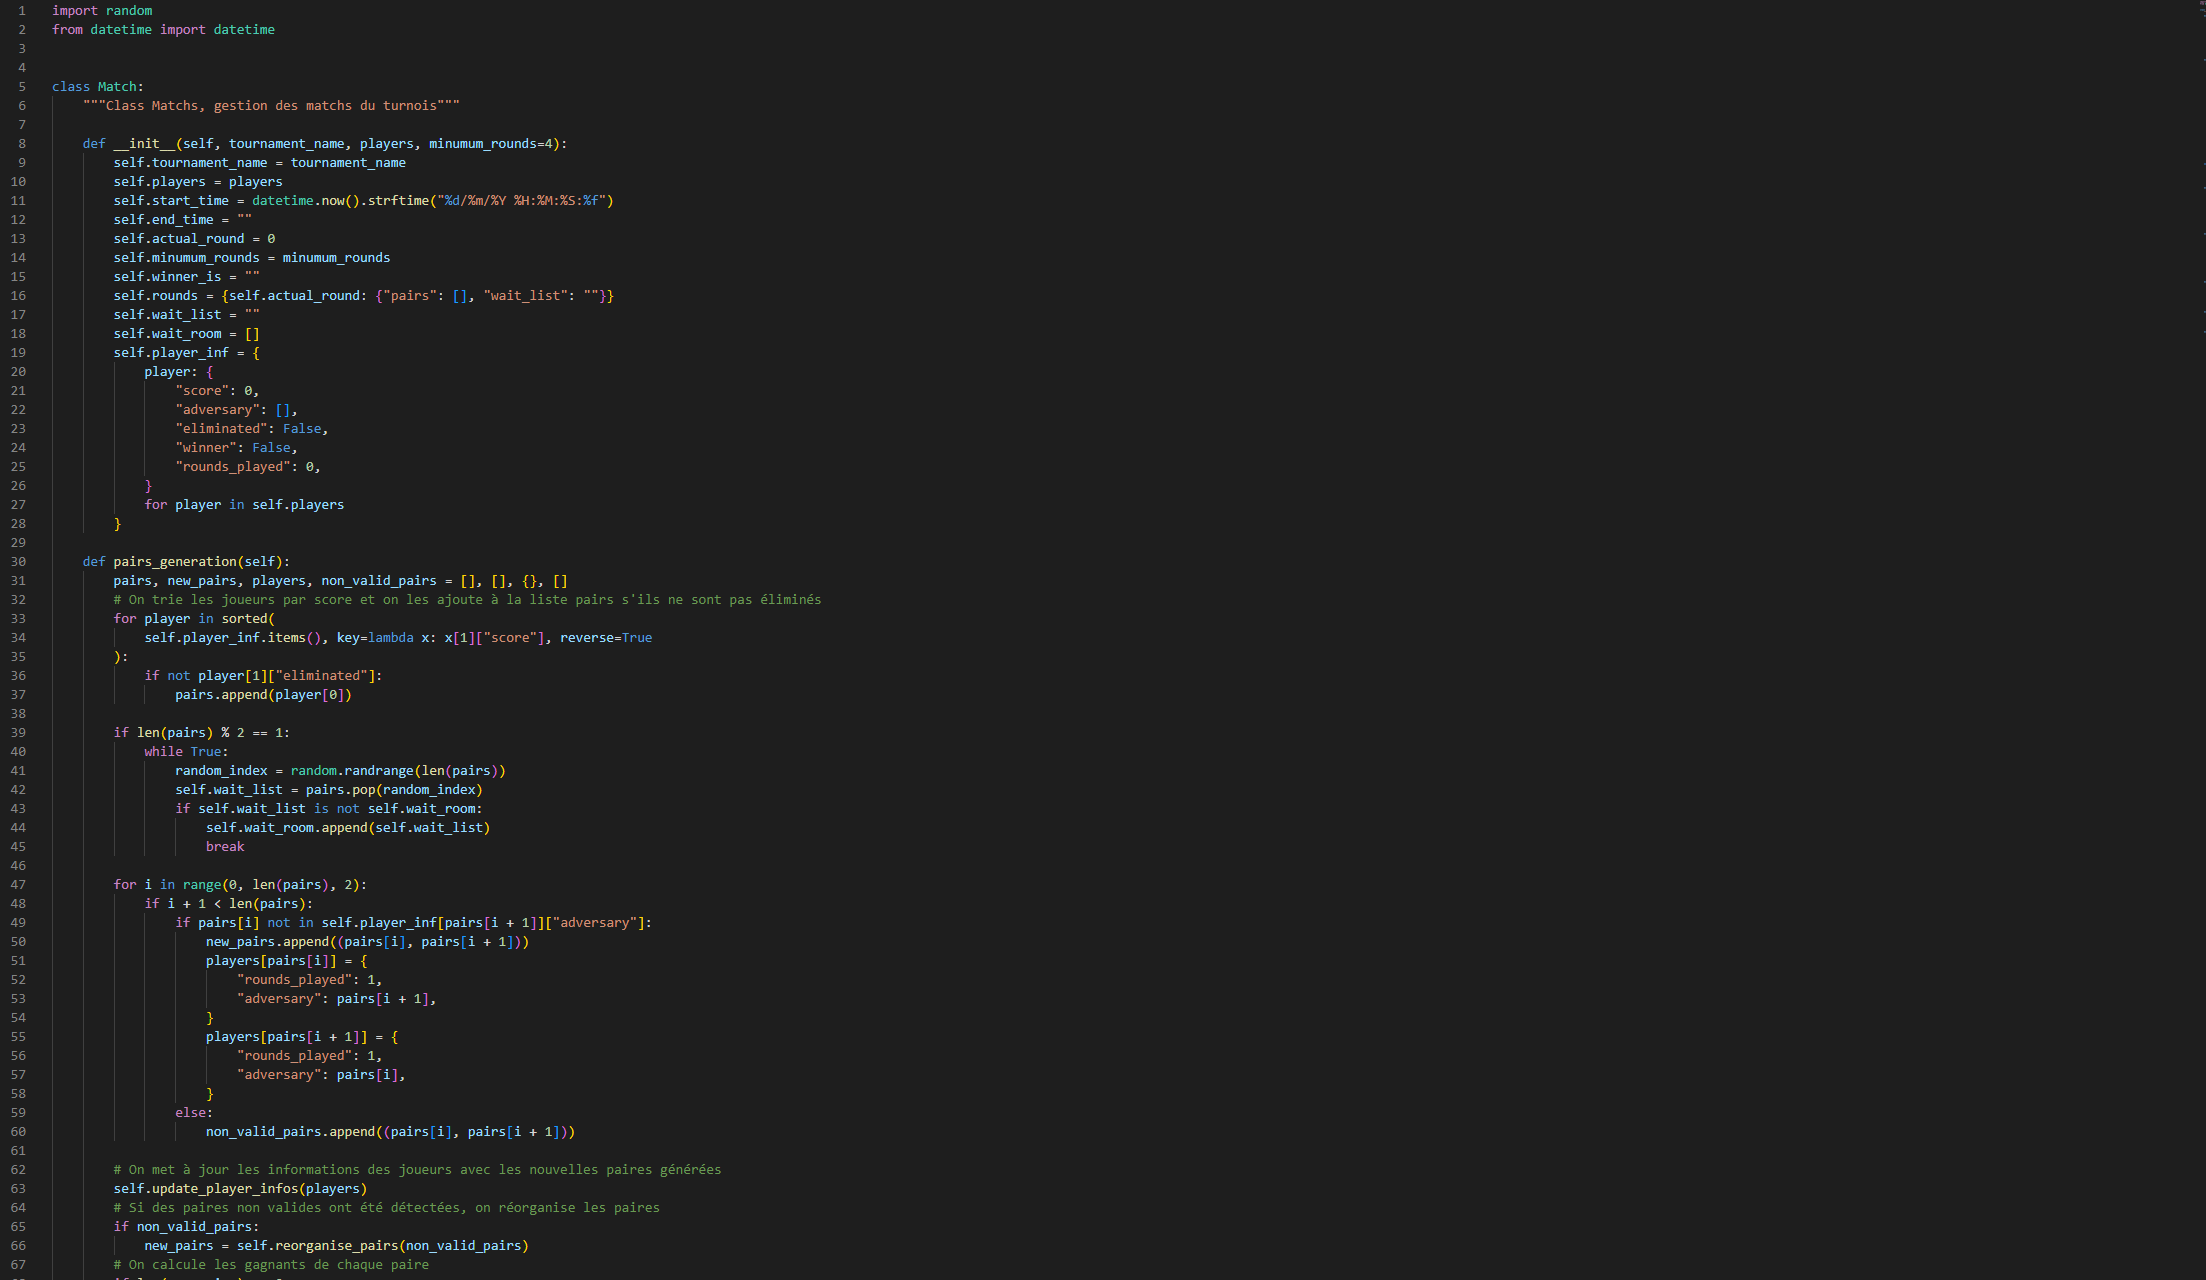 1 import random
2 from datetime import datetime
3
4
5 class Match:
6     """Class Matchs, gestion des matchs du turnois"""
7
8     def __init__(self, tournament_name, players, minumum_rounds=4):
9         self.tournament_name = tournament_name
10         self.players = players
11         self.start_time = datetime.now().strftime("%d/%m/%Y %H:%M:%S:%f")
12         self.end_time = ""
13         self.actual_round = 0
14         self.minumum_rounds = minumum_rounds
15         self.winner_is = ""
16         self.rounds = {self.actual_round: {"pairs": [], "wait_list": ""}}
17         self.wait_list = ""
18         self.wait_room = []
19         self.player_inf = {
20             player: {
21                 "score": 0,
22                 "adversary": [],
23                 "eliminated": False,
24                 "winner": False,
25                 "rounds_played": 0,
26             }
27             for player in self.players
28         }
29
30     def pairs_generation(self):
31         pairs, new_pairs, players, non_valid_pairs = [], [], {}, []
32         # On trie les joueurs par score et on les ajoute à la liste pairs s'ils ne sont pas éliminés
33         for player in sorted(
34             self.player_inf.items(), key=lambda x: x[1]["score"], reverse=True
35         ):
36             if not player[1]["eliminated"]:
37                 pairs.append(player[0])
38
39         if len(pairs) % 2 == 1:
40             while True:
41                 random_index = random.randrange(len(pairs))
42                 self.wait_list = pairs.pop(random_index)
43                 if self.wait_list is not self.wait_room:
44                     self.wait_room.append(self.wait_list)
45                     break
46
47         for i in range(0, len(pairs), 2):
48             if i + 1 < len(pairs):
49                 if pairs[i] not in self.player_inf[pairs[i + 1]]["adversary"]:
50                     new_pairs.append((pairs[i], pairs[i + 1]))
51                     players[pairs[i]] = {
52                         "rounds_played": 1,
53                         "adversary": pairs[i + 1],
54                     }
55                     players[pairs[i + 1]] = {
56                         "rounds_played": 1,
57                         "adversary": pairs[i],
58                     }
59                 else:
60                     non_valid_pairs.append((pairs[i], pairs[i + 1]))
61
62         # On met à jour les informations des joueurs avec les nouvelles paires générées
63         self.update_player_infos(players)
64         # Si des paires non valides ont été détectées, on réorganise les paires
65         if non_valid_pairs:
66             new_pairs = self.reorganise_pairs(non_valid_pairs)
67         # On calcule les gagnants de chaque paire